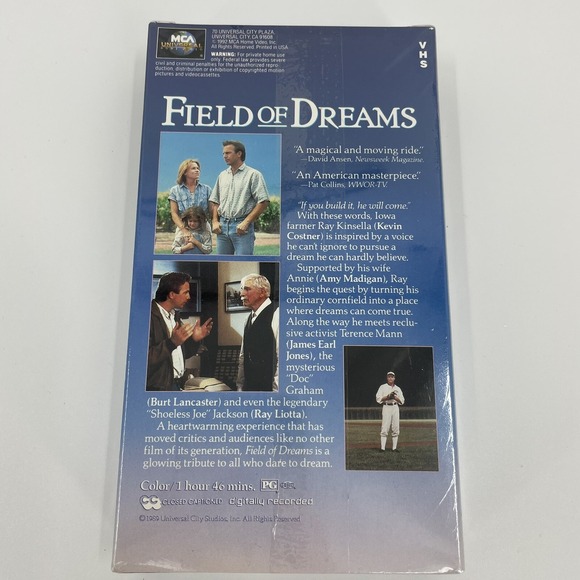 MCA
UNIVERSAL
70 UNIVERSAL CITY PLAZA
UNIVERSAL CITY, CA 91608
© 1992 MCA Home Video, Inc.
All Rights Reserved. Printed in USA.
WARNING: For private home use
only. Federal law provides severe
civil and criminal penalties for the unauthorized repro-
duction, distribution or exhibition of copyrighted motion
pictures and videocassettes.
VHS
FIELD OF DREAMS
"A magical and moving ride."
—David Ansen, Newsweek Magazine.
"An American masterpiece."
—Pat Collins, WWOR-TV.
"If you build it, he will come."
With these words, Iowa
farmer Ray Kinsella (Kevin
Costner) is inspired by a voice
he can't ignore to pursue a
dream he can hardly believe.
Supported by his wife
Annie (Amy Madigan), Ray
begins the quest by turning his
ordinary cornfield into a place
where dreams can come true.
Along the way he meets reclu-
sive activist Terence Mann
(James Earl
Jones), the
mysterious
"Doc"
Graham
(Burt Lancaster) and even the legendary
"Shoeless Joe" Jackson (Ray Liotta).
A heartwarming experience that has
moved critics and audiences like no other
film of its generation, Field of Dreams is a
glowing tribute to all who dare to dream.
Color/1 hour 46 mins. PG
CC CLOSED CAPTIONED digitally recorded
©1989 Universal City Studios, Inc. All Rights Reserved